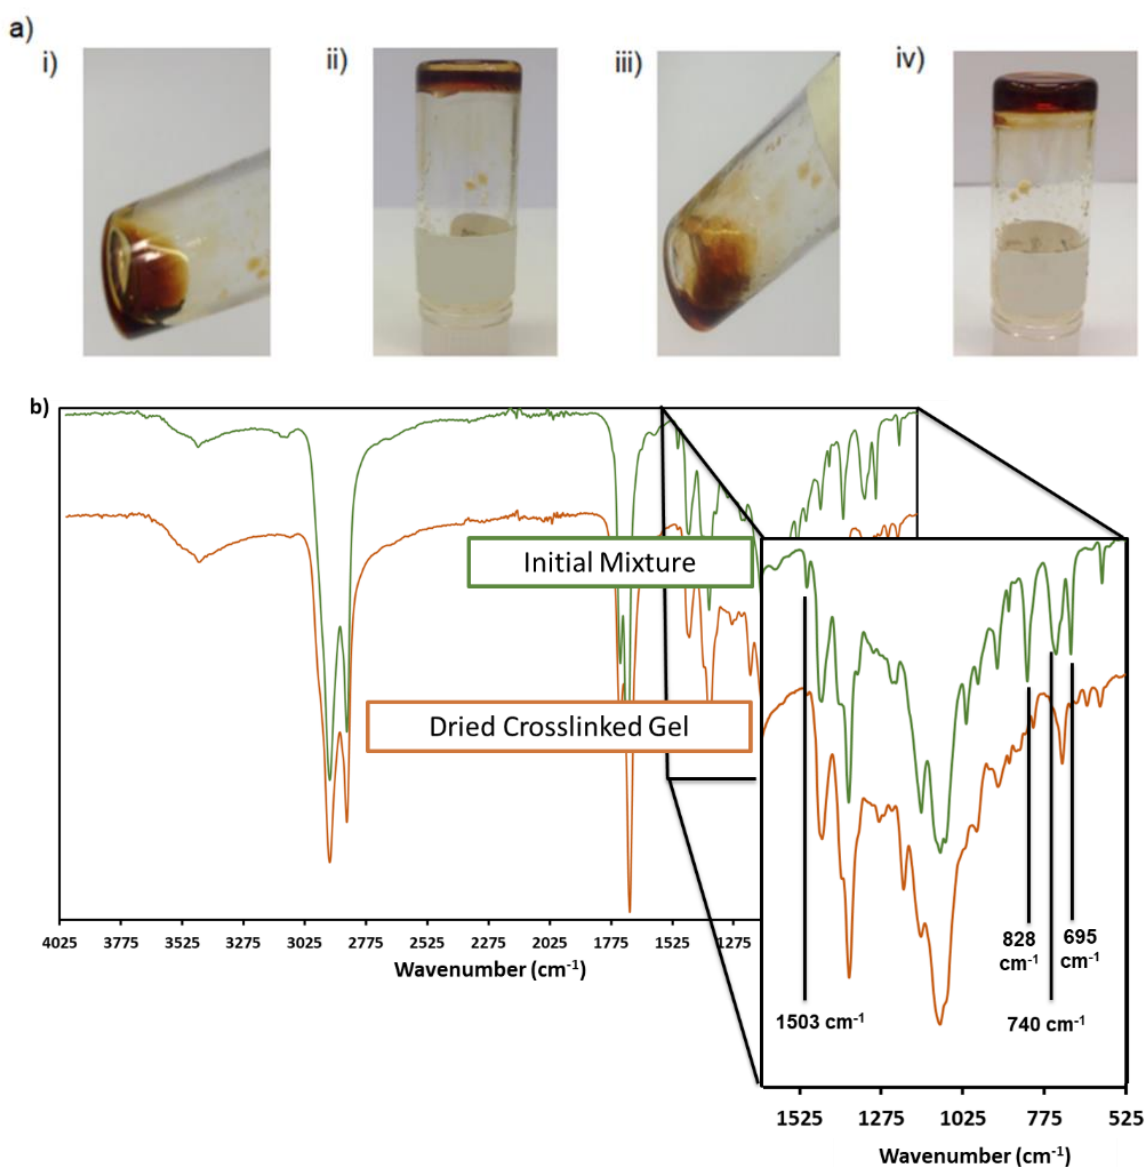 a)
i)
ii)
iii)
iv)
b)
Initial Mixture
Dried Crosslinked Gel
4025 3775 3525 3275 3025 2775 2525 2275 2025 1775 1525 1275
Wavenumber (cm-1)
828
cm-1
695
cm-1
1503 cm-1
740 cm-1
1525 1275 1025 775 525
Wavenumber (cm-1)